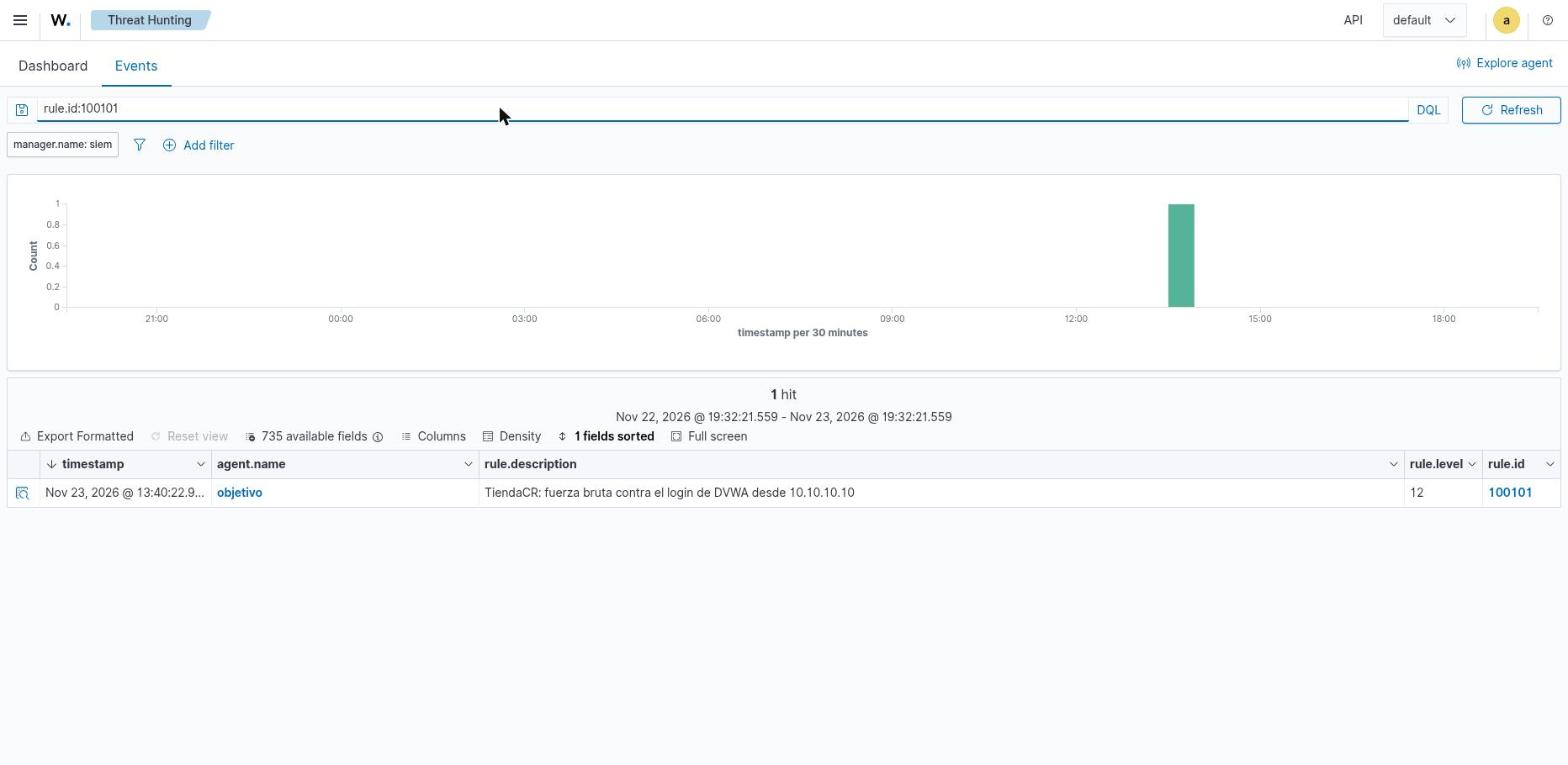 W. Threat Hunting API default a
Dashboard Events Explore agent
rule.id:100101 DQL Refresh
manager.name: siem Add filter
1
0.8
0.6
0.4
0.2
0
Count
21:00 00:00 03:00 06:00 09:00 12:00 15:00 18:00
timestamp per 30 minutes
1 hit
Nov 22, 2026 @ 19:32:21.559 - Nov 23, 2026 @ 19:32:21.559
Export Formatted Reset view 735 available fields Columns Density 1 fields sorted Full screen
timestamp agent.name rule.description rule.level rule.id
Nov 23, 2026 @ 13:40:22.9... objetivo TiendaCR: fuerza bruta contra el login de DVWA desde 10.10.10.10 12 100101